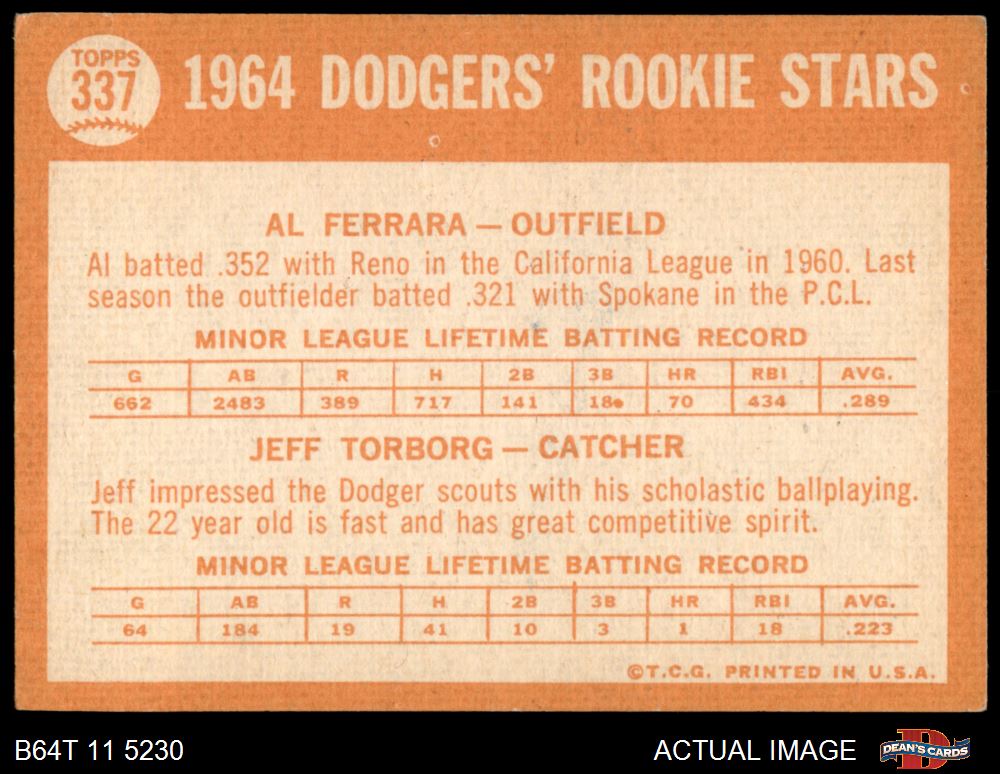 TOPPS
337
1964 DODGERS' ROOKIE STARS
AL FERRARA — OUTFIELD
Al batted .352 with Reno in the California League in 1960. Last
season the outfielder batted .321 with Spokane in the P.C.L.
MINOR LEAGUE LIFETIME BATTING RECORD
G AB R H 2B 3B HR RBI AVG.
662 2483 389 717 141 18 70 434 .289
JEFF TORBORG — CATCHER
Jeff impressed the Dodger scouts with his scholastic ballplaying.
The 22 year old is fast and has great competitive spirit.
MINOR LEAGUE LIFETIME BATTING RECORD
G AB R H 2B 3B HR RBI AVG.
64 184 19 41 10 3 1 18 .223
©T.C.G. PRINTED IN U.S.A.
B64T 11 5230
ACTUAL IMAGE
DEAN'S CARDS